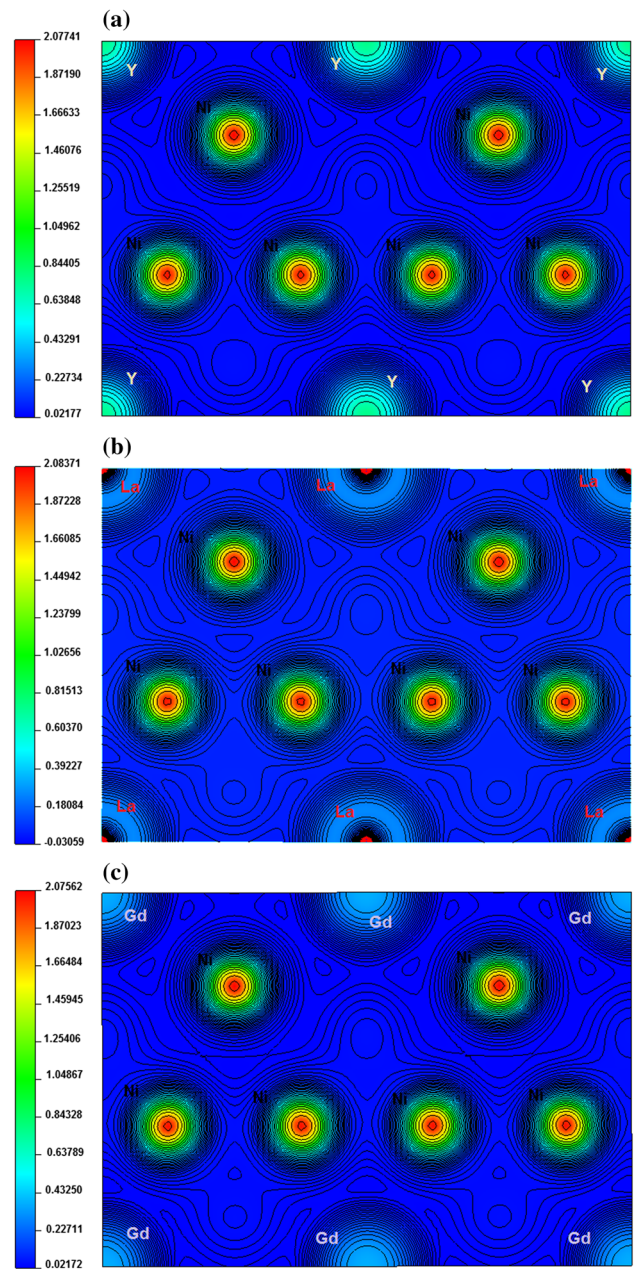 (a)
2.07741
1.87190
1.66633
1.46076
1.25519
1.04962
0.84405
0.63848
0.43291
0.22734
0.02177
Y Y Y
Ni Ni
Ni Ni Ni Ni
Y Y Y
(b)
2.08371
1.87228
1.66085
1.44942
1.23799
1.02656
0.81513
0.60370
0.39227
0.18084
-0.03059
La La La
Ni Ni
Ni Ni Ni Ni
La La La
(c)
2.07562
1.87023
1.66484
1.45945
1.25406
1.04867
0.84328
0.63789
0.43250
0.22711
0.02172
Gd Gd Gd
Ni Ni
Ni Ni Ni Ni
Gd Gd Gd